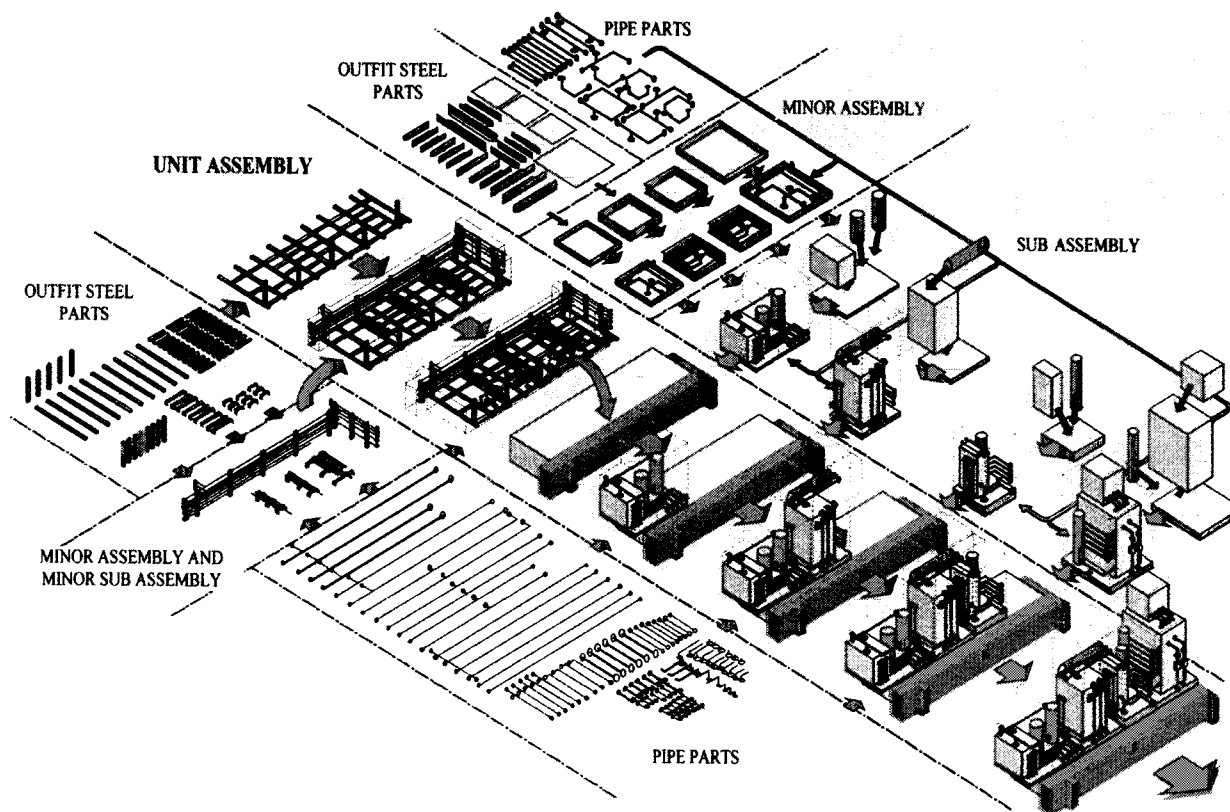 PIPE PARTS
OUTFIT STEEL
PARTS
MINOR ASSEMBLY
UNIT ASSEMBLY
SUB ASSEMBLY
OUTFIT STEEL
PARTS
MINOR ASSEMBLY AND
MINOR SUB ASSEMBLY
PIPE PARTS